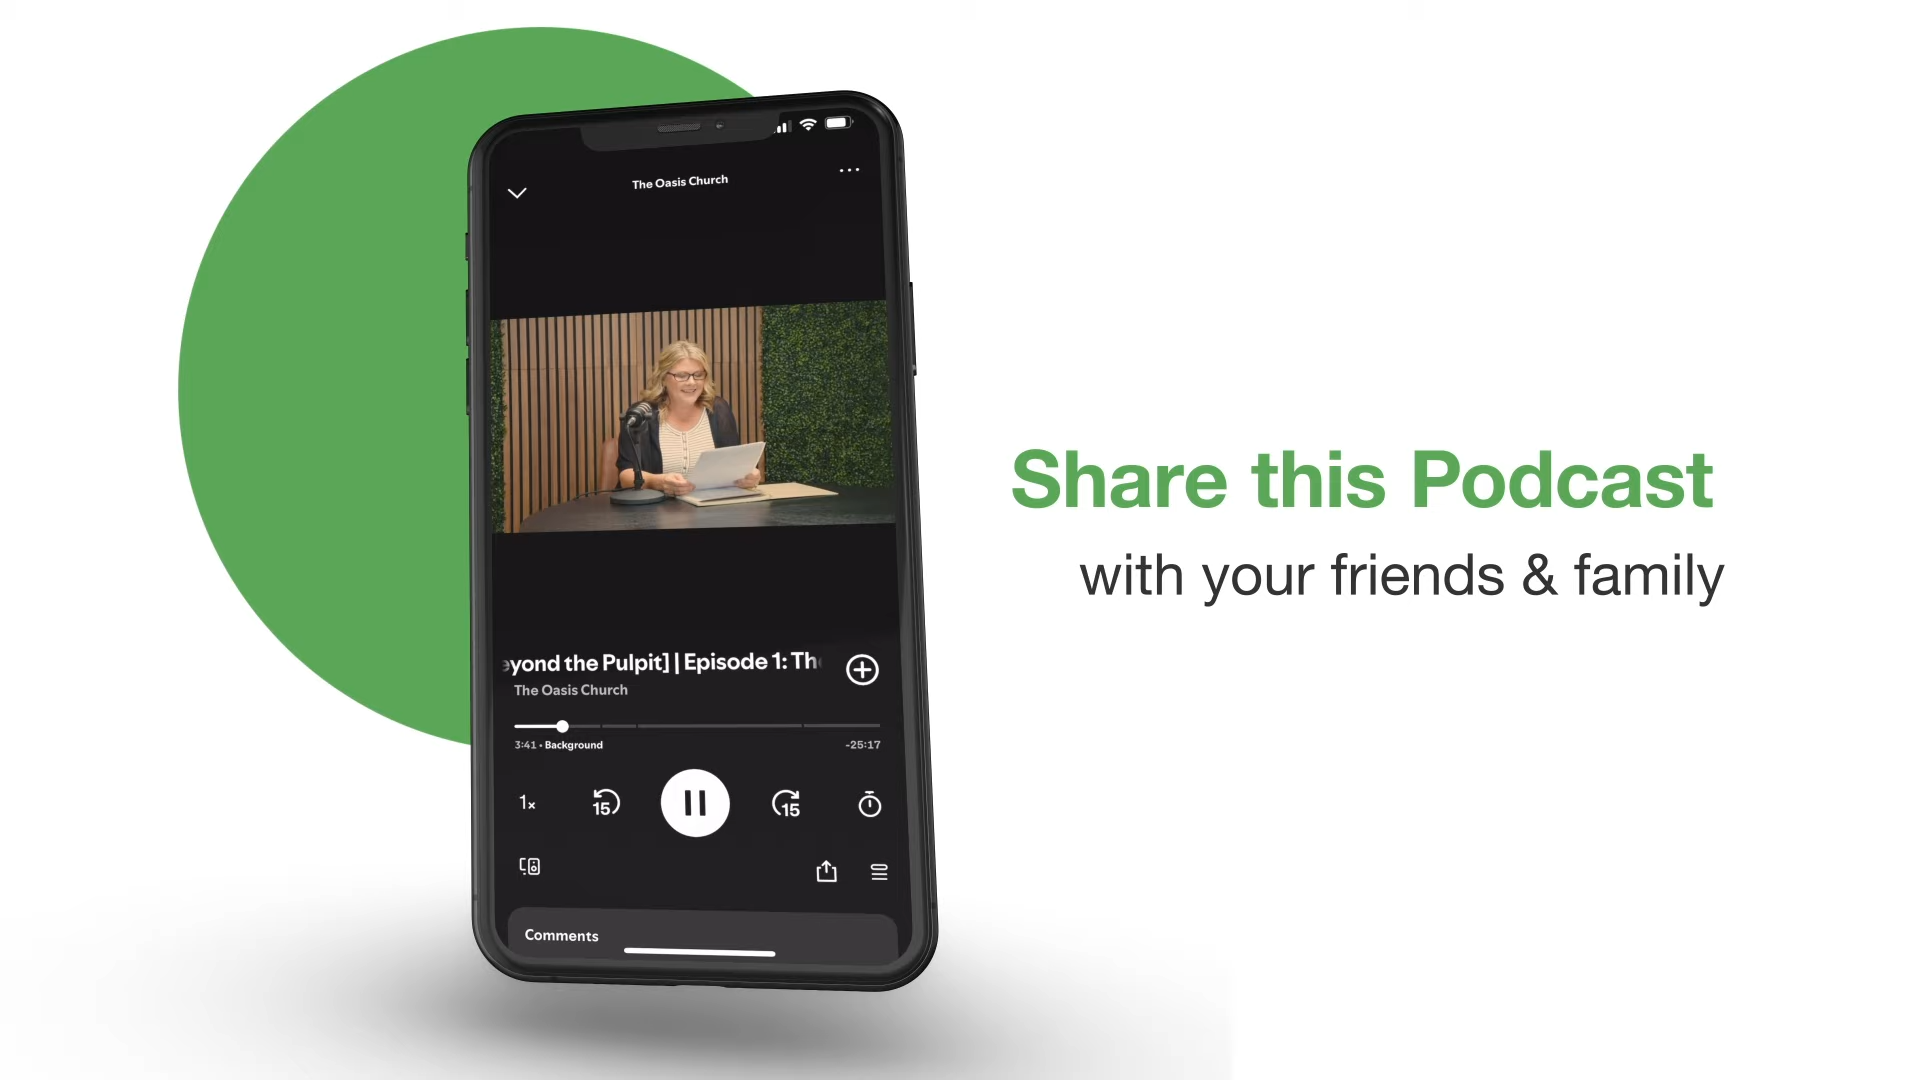 The Oasis Church
eyond the Pulpit] | Episode 1: Th
The Oasis Church
3:41 • Background
-25:17
1x
15
15
Comments
Share this Podcast
with your friends & family